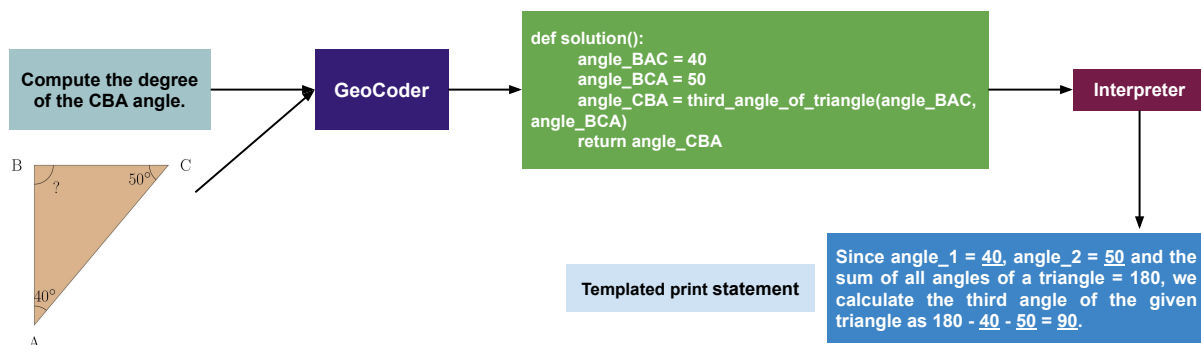 Compute the degree
of the CBA angle.
GeoCoder
def solution():
angle_BAC = 40
angle_BCA = 50
angle_CBA = third_angle_of_triangle(angle_BAC,
angle_BCA)
return angle_CBA
Interpreter
B
C
?
50°
40°
A
Templated print statement
Since angle_1 = 40, angle_2 = 50 and the
sum of all angles of a triangle = 180, we
calculate the third angle of the given
triangle as 180 - 40 - 50 = 90.